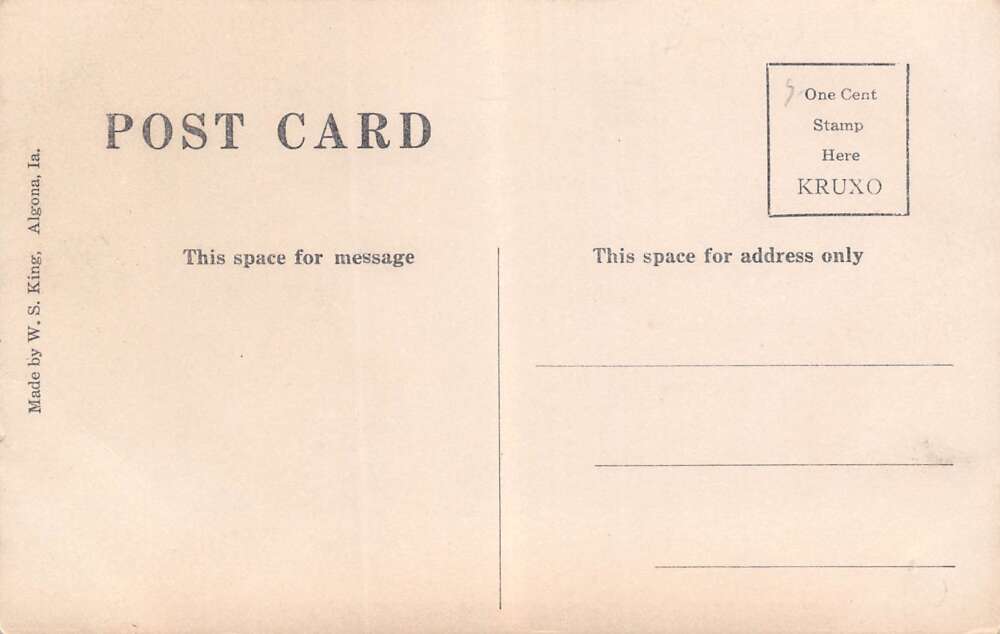 POST CARD
One Cent
Stamp
Here
KRUXO
This space for message
This space for address only
Made by W. S. King, Algona, Ia.